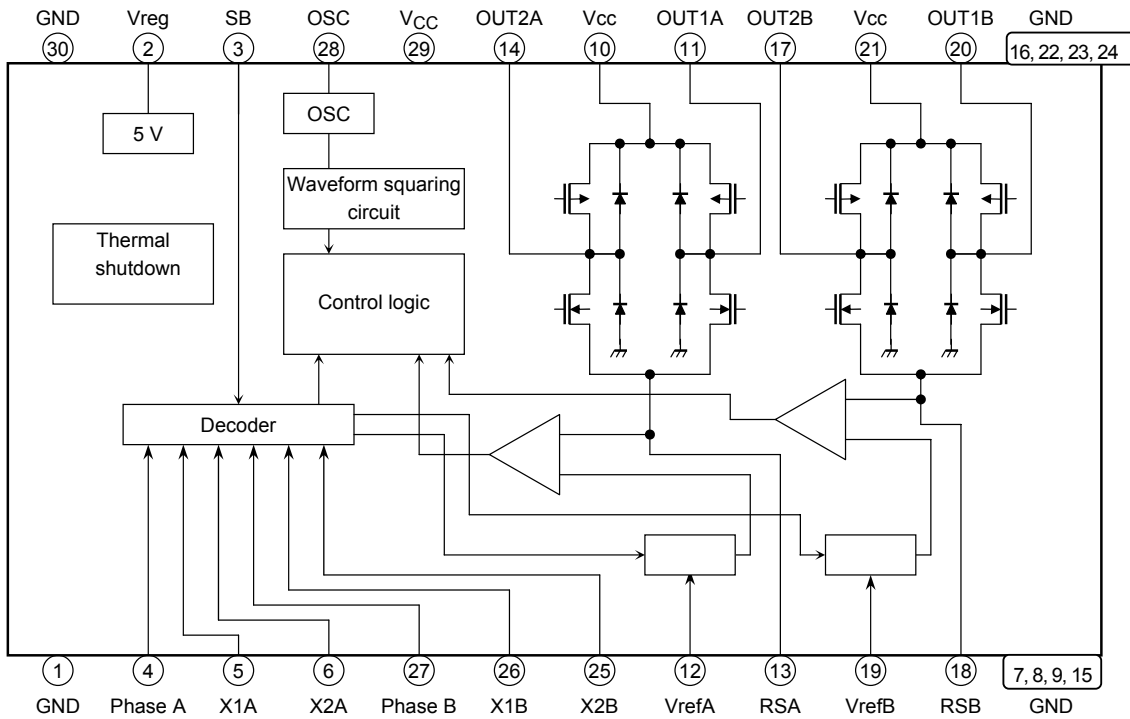 GND Vreg SB OSC VCC OUT2A Vcc OUT1A OUT2B Vcc OUT1B GND
30 2 3 28 29 14 10 11 17 21 20 16, 22, 23, 24
5 V
OSC
Waveform squaring
circuit
Thermal
shutdown
Control logic
Decoder
1 4 5 6 27 26 25 12 13 19 18 7, 8, 9, 15
GND Phase A X1A X2A Phase B X1B X2B VrefA RSA VrefB RSB GND